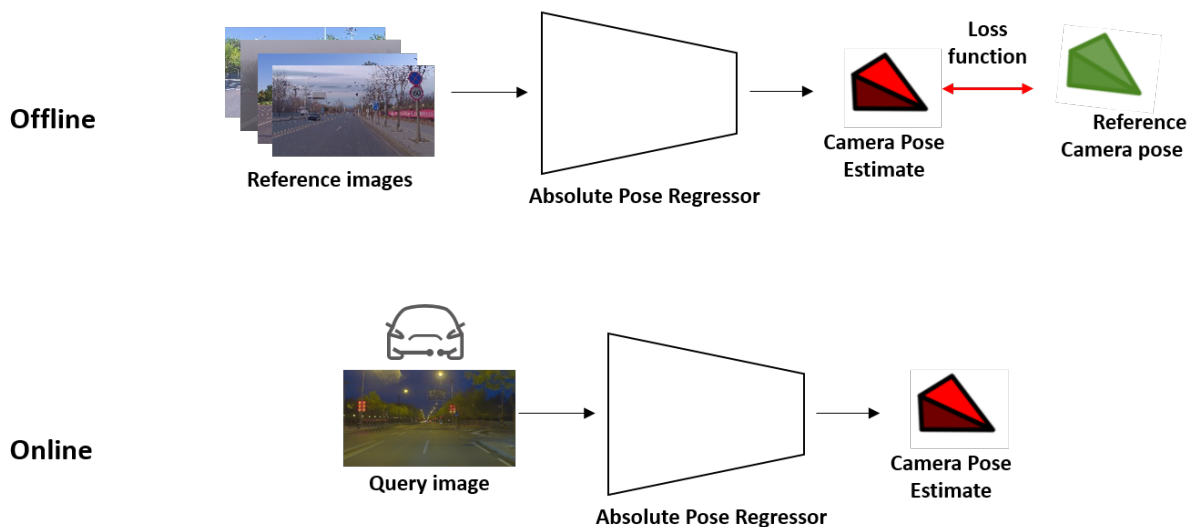 Offline
Reference images
Absolute Pose Regressor
Camera Pose
Estimate
Loss
function
Reference
Camera pose
Online
Query image
Absolute Pose Regressor
Camera Pose
Estimate